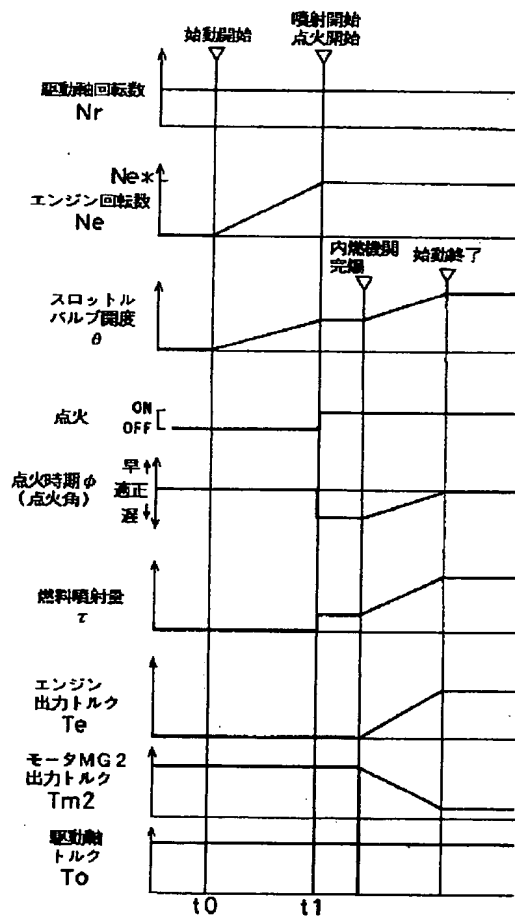 始動開始
噴射開始
点火開始
駆動軸回転数
Nr
Ne*
エンジン回転数
Ne
内燃機関
完爆
始動終了
スロットル
バルブ開度
θ
点火
ON
OFF
点火時期φ
(点火角)
早
適正
遅
燃料噴射量
τ
エンジン
出力トルク
Te
モータMG2
出力トルク
Tm2
駆動軸
トルク
To
t0
t1